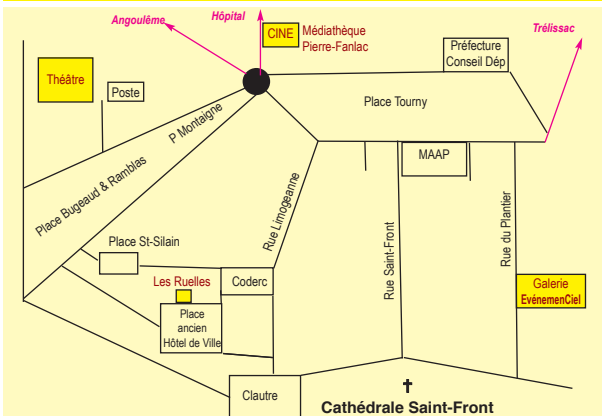 Angoulême
Hôpital
CINE
Médiathèque
Pierre-Fanlac
Trélissac
Préfecture
Conseil Dép
Théâtre
Poste
Place Tourny
P Montaigne
MAAP
Place Bugeaud & Ramblas
Rue Limogeanne
Rue Saint-Front
Rue du Plantier
Place St-Silain
Les Ruelles
Coderc
Galerie
EvénemenCiel
Place
ancien
Hôtel de Ville
Clautre
Cathédrale Saint-Front